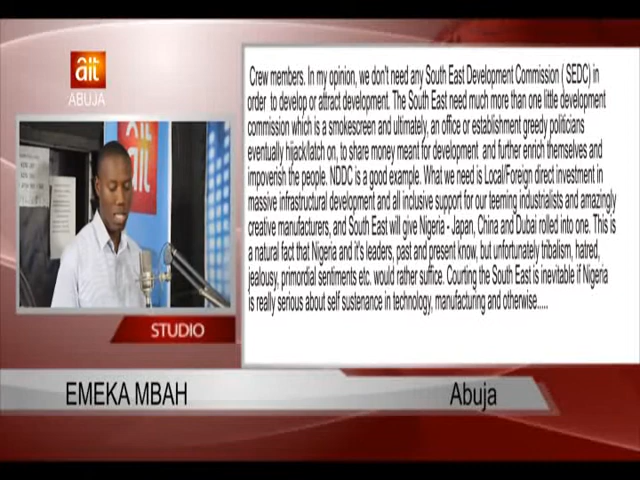 ait
ABUJA
ait
STUDIO
Crew members. In my opinion, we don't need any South East Development Commission ( SEDC) in
order to develop or attract development. The South East need much more than one little development
commission which is a smokescreen and ultimately, an office or establishment greedy politicians
eventually hijack/latch on, to share money meant for development and further enrich themselves and
impoverish the people. NDDC is a good example. What we need is Local/Foreign direct investment in
massive infrastructural development and all inclusive support for our teeming industrialists and amazingly
creative manufacturers, and South East will give Nigeria - Japan, China and Dubai rolled into one. This is
a natural fact that Nigeria and it's leaders, past and present know, but unfortunately tribalism, hatred,
jealousy, primordial sentiments etc. would rather suffice. Courting the South East is inevitable if Nigeria
is really serious about self sustenance in technology, manufacturing and otherwise.....
EMEKA MBAH
Abuja